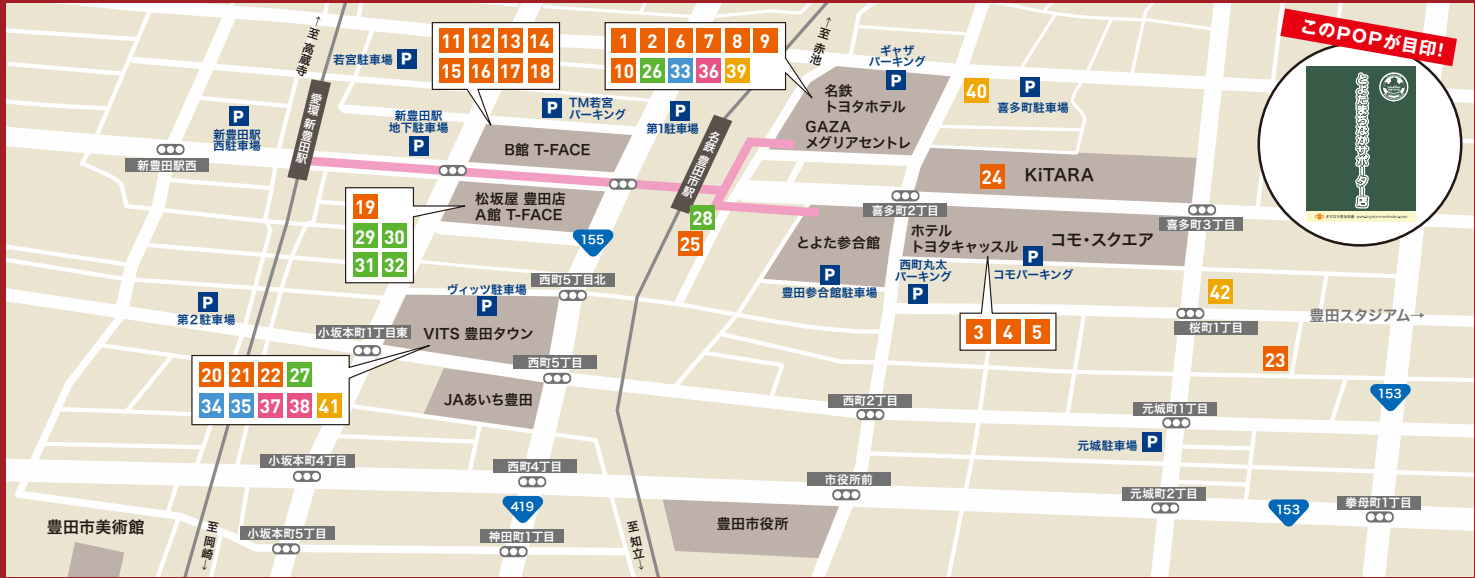 このPOPが目印!
とよたまちなかサポーター店
←至 高蔵寺
若宮駐車場
P
11 12 13 14
15 16 17 18
1 2 6 7 8 9
10 26 33 36 39
←至 赤池
ギャザ
パーキング
P
名鉄
トヨタホテル
GAZA
メグリアセントレ
40
P
喜多町駐車場
愛環 新豊田駅
P
新豊田駅
西駐車場
新豊田駅西
新豊田駅
地下駐車場
P
P
TM若宮
パーキング
B館 T-FACE
P
第1駐車場
名鉄 豊田市駅
24
KiTARA
喜多町2丁目
喜多町3丁目
19
29 30
31 32
松坂屋 豊田店
A館 T-FACE
155
28
25
とよた参合館
P
豊田参合館駐車場
ホテル
トヨタキャッスル
コモ・スクエア
西町丸太
パーキング
P
P
コモパーキング
3 4 5
42
桜町1丁目
豊田スタジアム→
23
153
P
第2駐車場
西町5丁目北
ヴィッツ駐車場
P
VITS 豊田タウン
小坂本町1丁目東
20 21 22 27
34 35 37 38 41
西町5丁目
JAあいち豊田
西町2丁目
元城町1丁目
元城駐車場
P
小坂本町4丁目
西町4丁目
419
市役所前
元城町2丁目
153
挙母町1丁目
豊田市美術館
至 岡崎→
小坂本町5丁目
神田町1丁目
至 知立→
豊田市役所